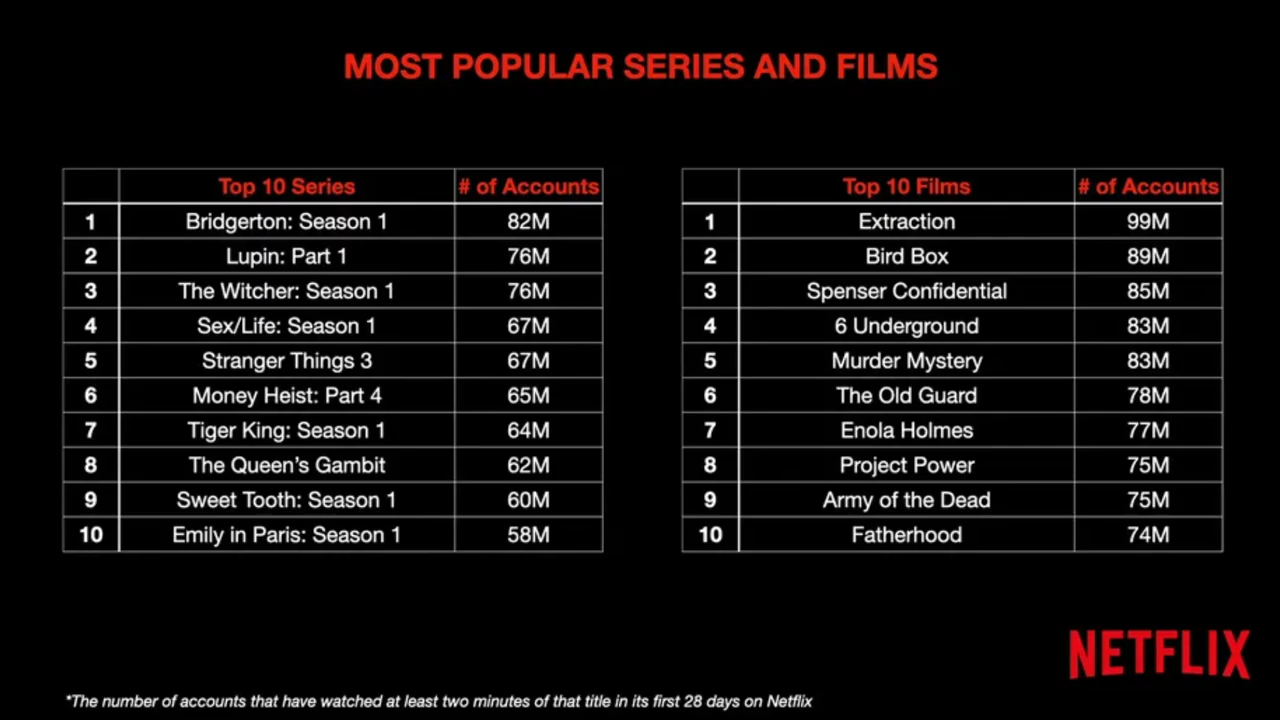 MOST POPULAR SERIES AND FILMS
Top 10 Series # of Accounts
1 Bridgerton: Season 1 82M
2 Lupin: Part 1 76M
3 The Witcher: Season 1 76M
4 Sex/Life: Season 1 67M
5 Stranger Things 3 67M
6 Money Heist: Part 4 65M
7 Tiger King: Season 1 64M
8 The Queen’s Gambit 62M
9 Sweet Tooth: Season 1 60M
10 Emily in Paris: Season 1 58M
Top 10 Films # of Accounts
1 Extraction 99M
2 Bird Box 89M
3 Spenser Confidential 85M
4 6 Underground 83M
5 Murder Mystery 83M
6 The Old Guard 78M
7 Enola Holmes 77M
8 Project Power 75M
9 Army of the Dead 75M
10 Fatherhood 74M
NETFLIX
*The number of accounts that have watched at least two minutes of that title in its first 28 days on Netflix